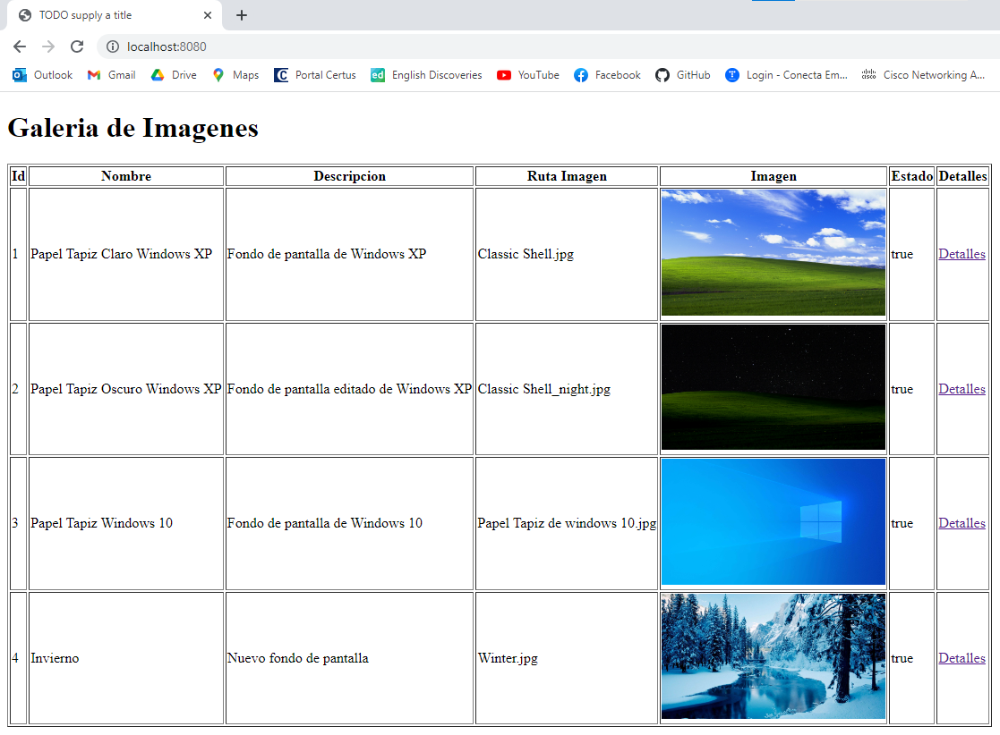 TODO supply a title
localhost:8080
Outlook Gmail Drive Maps Portal Certus ed English Discoveries YouTube Facebook GitHub Login - Conecta Em... Cisco Networking A...
Galeria de Imagenes
Id Nombre Descripcion Ruta Imagen Imagen Estado Detalles
1 Papel Tapiz Claro Windows XP Fondo de pantalla de Windows XP Classic Shell.jpg true Detalles
2 Papel Tapiz Oscuro Windows XP Fondo de pantalla editado de Windows XP Classic Shell_night.jpg true Detalles
3 Papel Tapiz Windows 10 Fondo de pantalla de Windows 10 Papel Tapiz de windows 10.jpg true Detalles
4 Invierno Nuevo fondo de pantalla Winter.jpg true Detalles